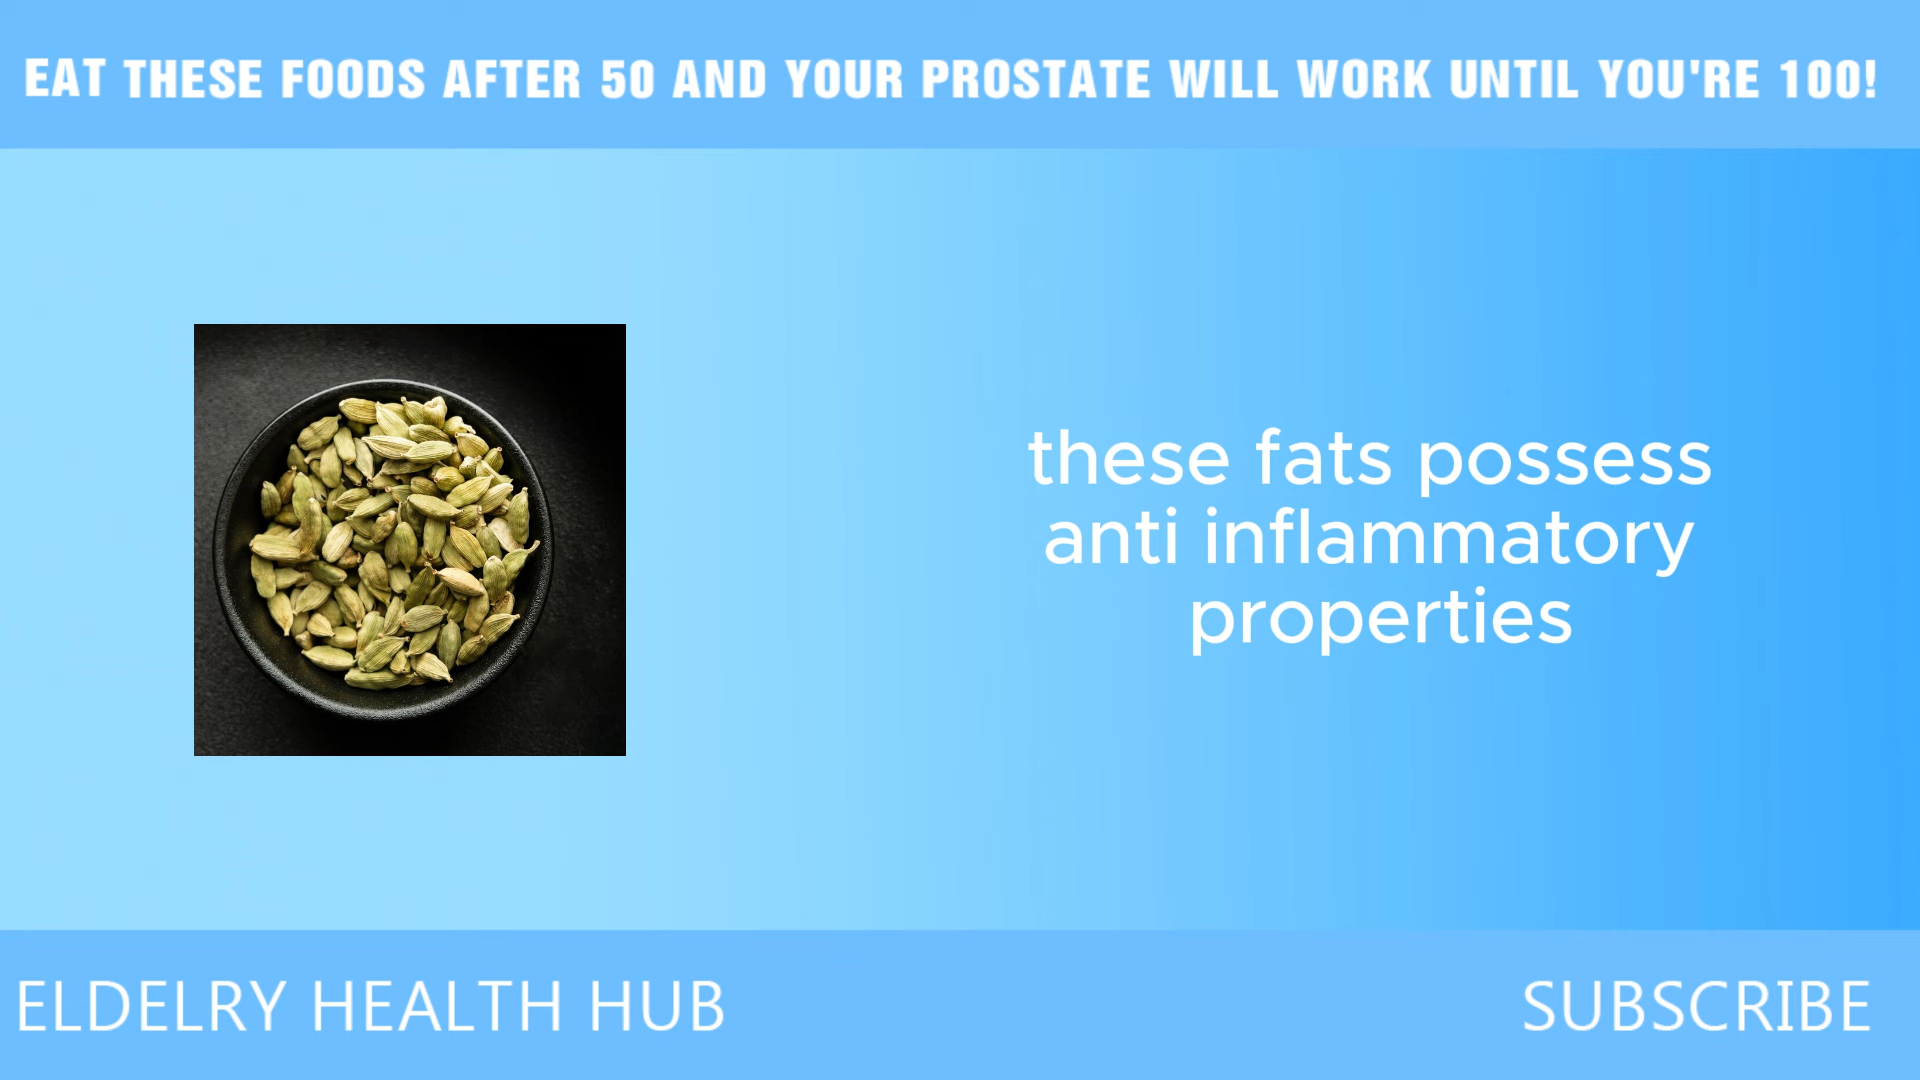 EAT THESE FOODS AFTER 50 AND YOUR PROSTATE WILL WORK UNTIL YOU'RE 100!
these fats possess
anti inflammatory
properties
ELDELRY HEALTH HUB
SUBSCRIBE